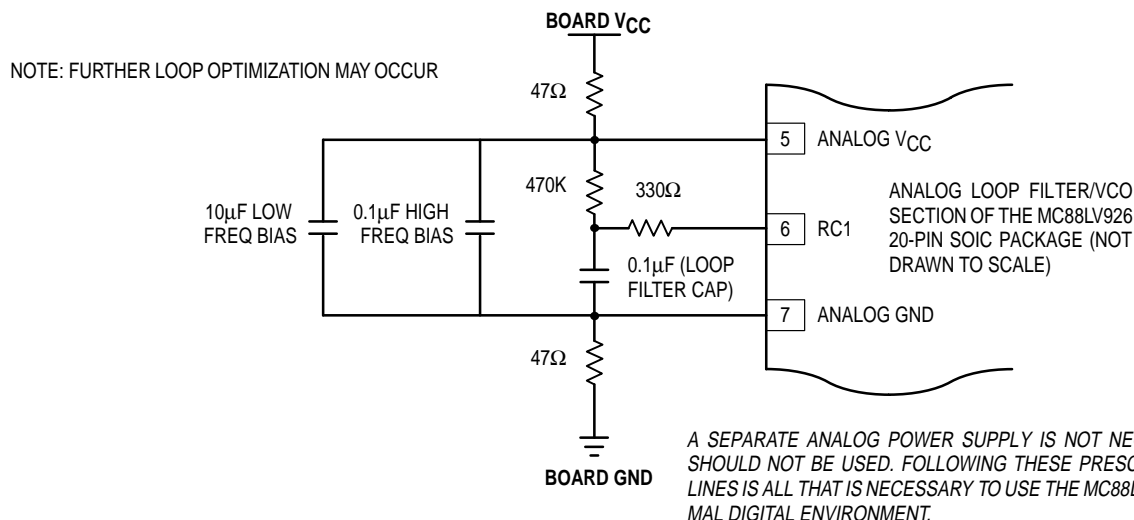 BOARD VCC
NOTE: FURTHER LOOP OPTIMIZATION MAY OCCUR
47Ω
5 ANALOG VCC
470K
330Ω
10μF LOW
FREQ BIAS
0.1μF HIGH
FREQ BIAS
6 RC1
ANALOG LOOP FILTER/VCO
SECTION OF THE MC88LV926
20-PIN SOIC PACKAGE (NOT
DRAWN TO SCALE)
0.1μF (LOOP
FILTER CAP)
7 ANALOG GND
47Ω
BOARD GND
A SEPARATE ANALOG POWER SUPPLY IS NOT NE
SHOULD NOT BE USED. FOLLOWING THESE PRESC
LINES IS ALL THAT IS NECESSARY TO USE THE MC88L
MAL DIGITAL ENVIRONMENT.